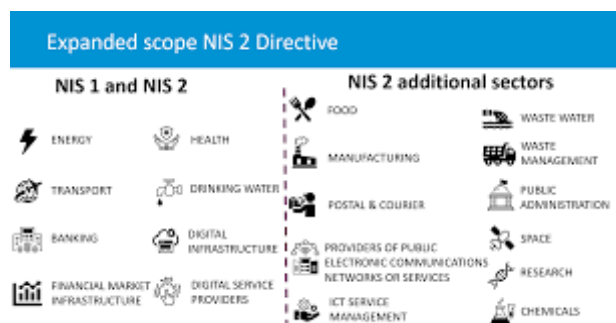 Expanded scope NIS 2 Directive
NIS 1 and NIS 2
ENERGY
HEALTH
TRANSPORT
DRINKING WATER
BANKING
DIGITAL
INFRASTRUCTURE
FINANCIAL MARKET
INFRASTRUCTURE
DIGITAL SERVICE
PROVIDERS
NIS 2 additional sectors
FOOD
WASTE WATER
MANUFACTURING
WASTE
MANAGEMENT
POSTAL & COURIER
PUBLIC
ADMINISTRATION
PROVIDERS OF PUBLIC
ELECTRONIC COMMUNICATIONS
NETWORKS OR SERVICES
SPACE
RESEARCH
ICT SERVICE
MANAGEMENT
CHEMICALS